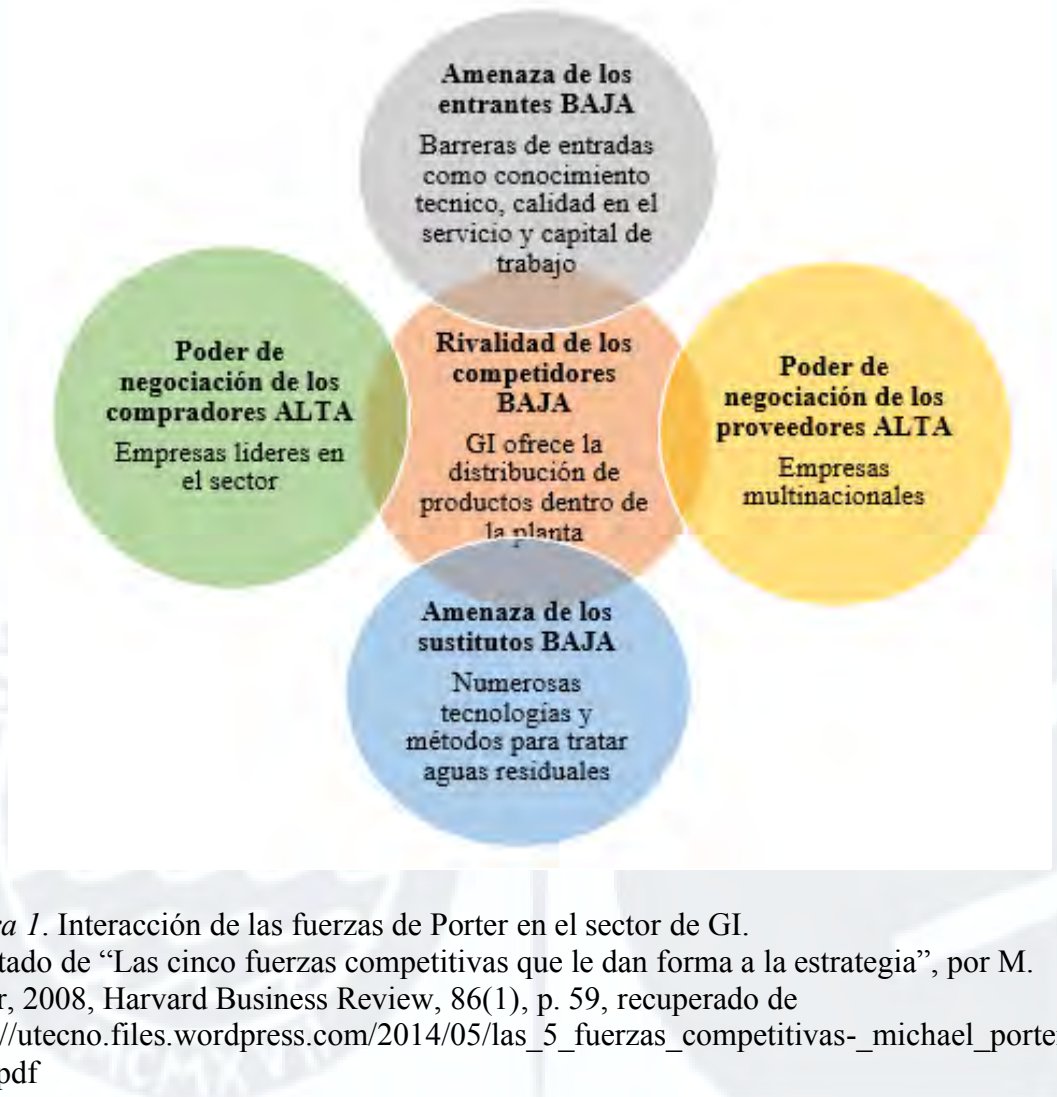 Amenaza de los
entrantes BAJA
Barreras de entradas
como conocimiento
tecnico, calidad en el
servicio y capital de
trabajo
Poder de
negociación de los
compradores ALTA
Empresas lideres en
el sector
Rivalidad de los
competidores
BAJA
GI ofrece la
distribución de
productos dentro de
la planta
Poder de
negociación de los
proveedores ALTA
Empresas
multinacionales
Amenaza de los
sustitutos BAJA
Numerosas
tecnologías y
métodos para tratar
aguas residuales
ra 1. Interacción de las fuerzas de Porter en el sector de GI.
tado de “Las cinco fuerzas competitivas que le dan forma a la estrategia”, por M.
r, 2008, Harvard Business Review, 86(1), p. 59, recuperado de
//utecno.files.wordpress.com/2014/05/las_5_fuerzas_competitivas-_michael_porter
pdf